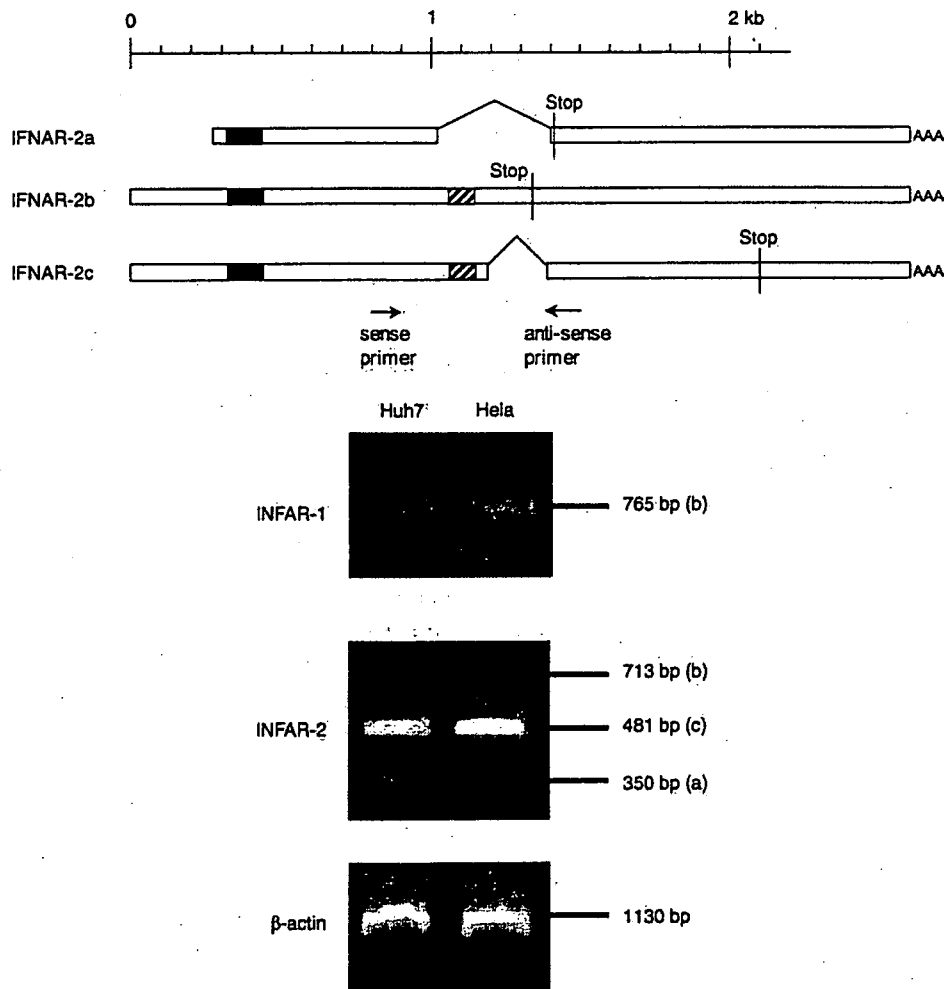 0 1 2 kb
Stop
IFNAR-2a AAA
Stop
IFNAR-2b AAA
Stop
IFNAR-2c AAA
sense primer
anti-sense primer
Huh7 Hela
INFAR-1 765 bp (b)
713 bp (b)
INFAR-2 481 bp (c)
350 bp (a)
β-actin 1130 bp